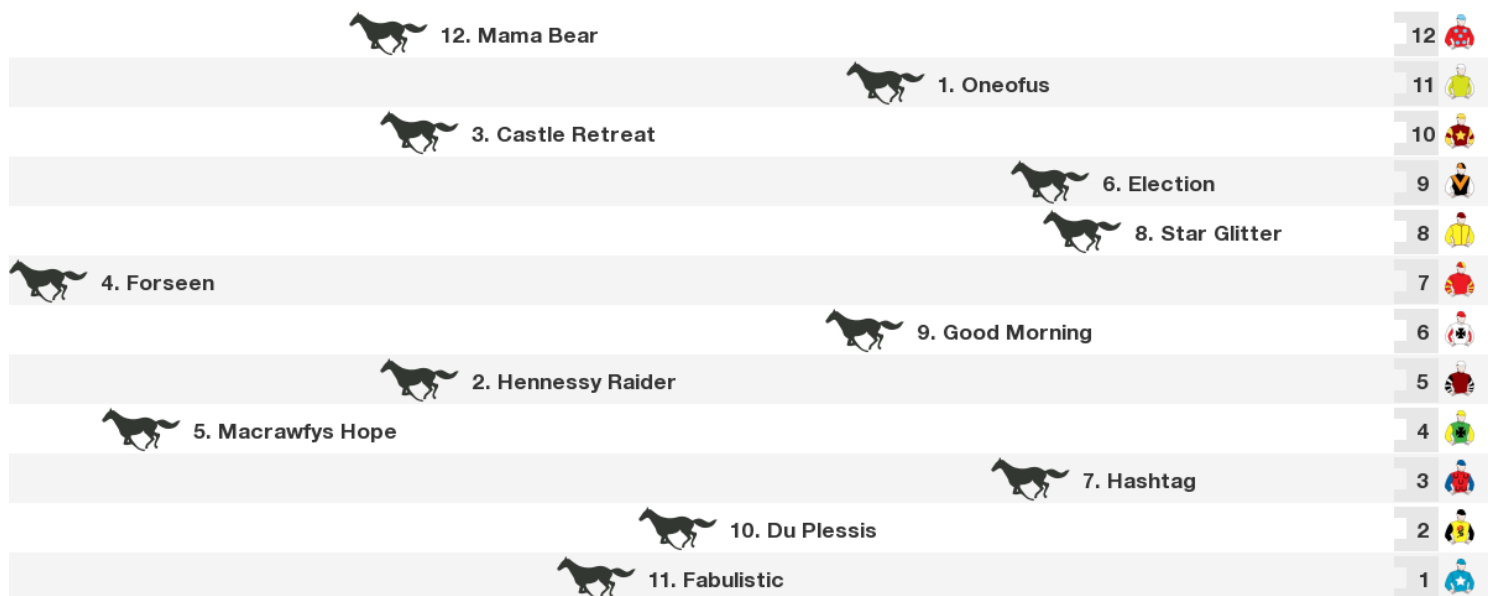 12. Mama Bear 12
1. Oneofus 11
3. Castle Retreat 10
6. Election 9
8. Star Glitter 8
4. Forseen 7
9. Good Morning 6
2. Hennessy Raider 5
5. Macrawfys Hope 4
7. Hashtag 3
10. Du Plessis 2
11. Fabulistic 1